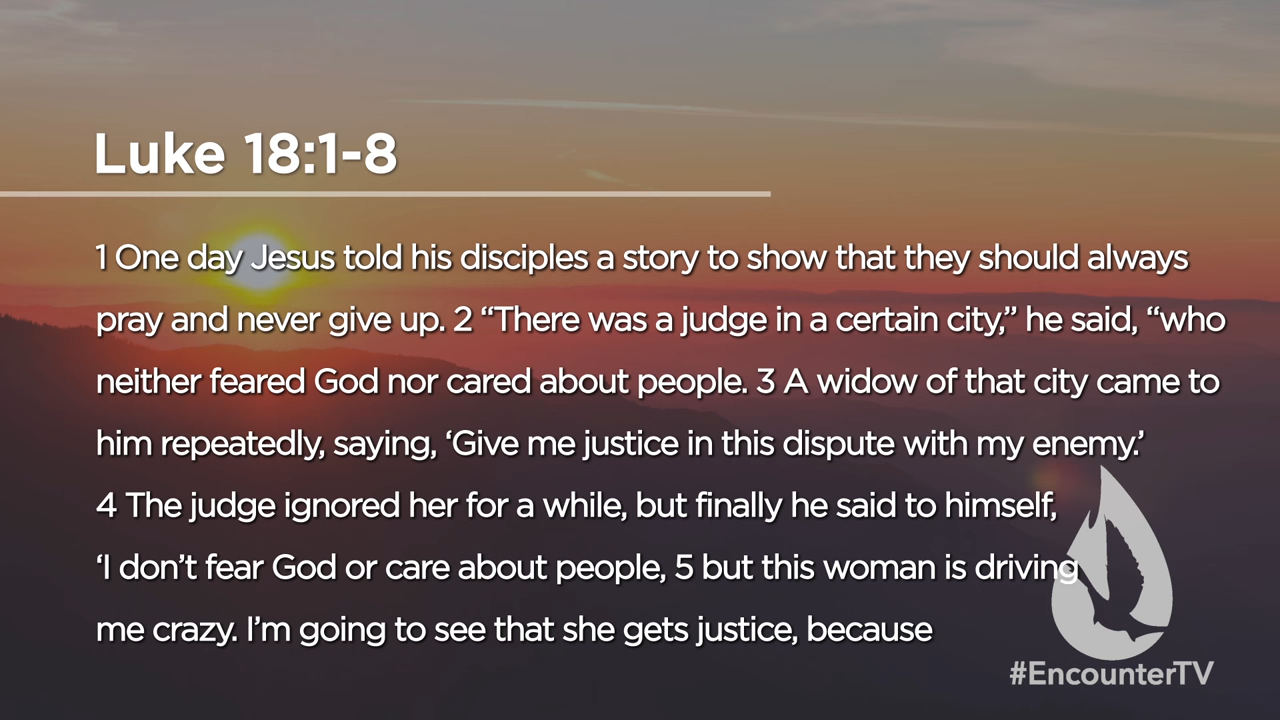 Luke 18:1-8
1 One day Jesus told his disciples a story to show that they should always
pray and never give up. 2 “There was a judge in a certain city,” he said, “who
neither feared God nor cared about people. 3 A widow of that city came to
him repeatedly, saying, ‘Give me justice in this dispute with my enemy.’
4 The judge ignored her for a while, but finally he said to himself,
‘I don’t fear God or care about people, 5 but this woman is driving
me crazy. I’m going to see that she gets justice, because
#EncounterTV